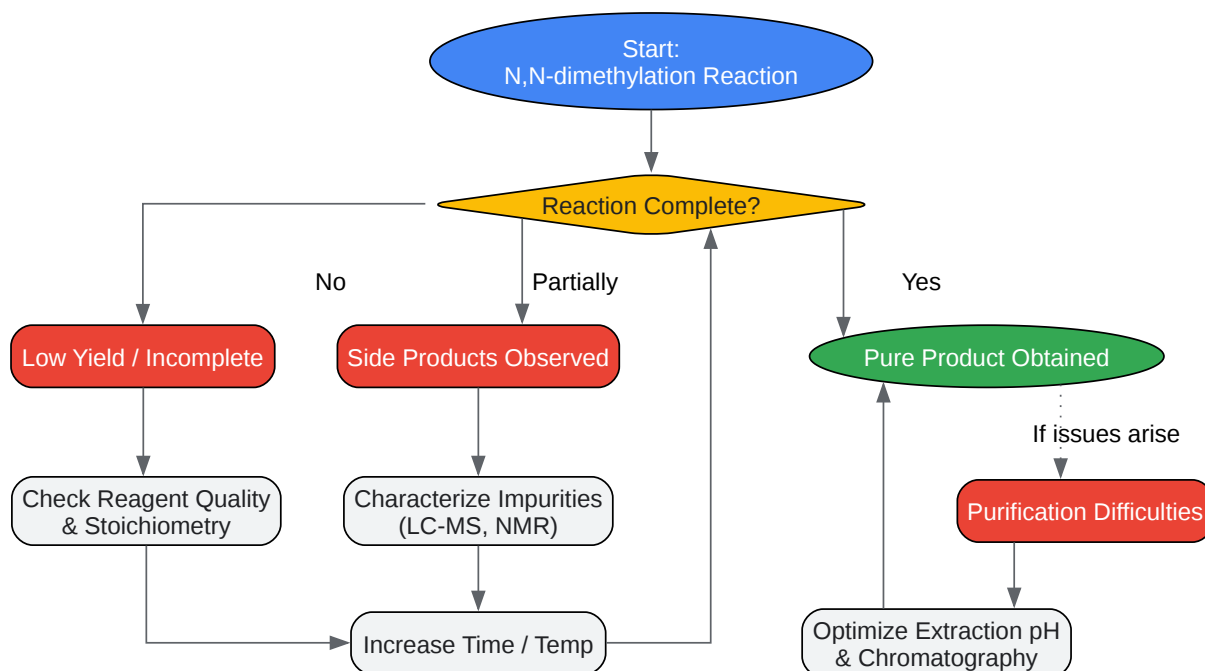 Start:
N,N-dimethylation Reaction
Reaction Complete?
No
Partially
Yes
Low Yield / Incomplete
Side Products Observed
Pure Product Obtained
If issues arise
Check Reagent Quality
& Stoichiometry
Characterize Impurities
(LC-MS, NMR)
Purification Difficulties
Increase Time / Temp
Optimize Extraction pH
& Chromatography